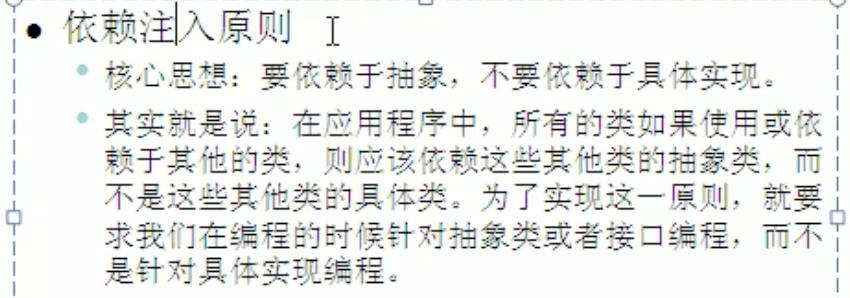 依赖注入原则
核心思想：要依赖于抽象，不要依赖于具体实现。
其实就是说：在应用程序中，所有的类如果使用或依
赖于其他的类，则应该依赖这些其他类的抽象类，而
不是这些其他类的具体类。为了实现这一原则，就要
求我们在编程的时候针对抽象类或者接口编程，而不
是针对具体实现编程。